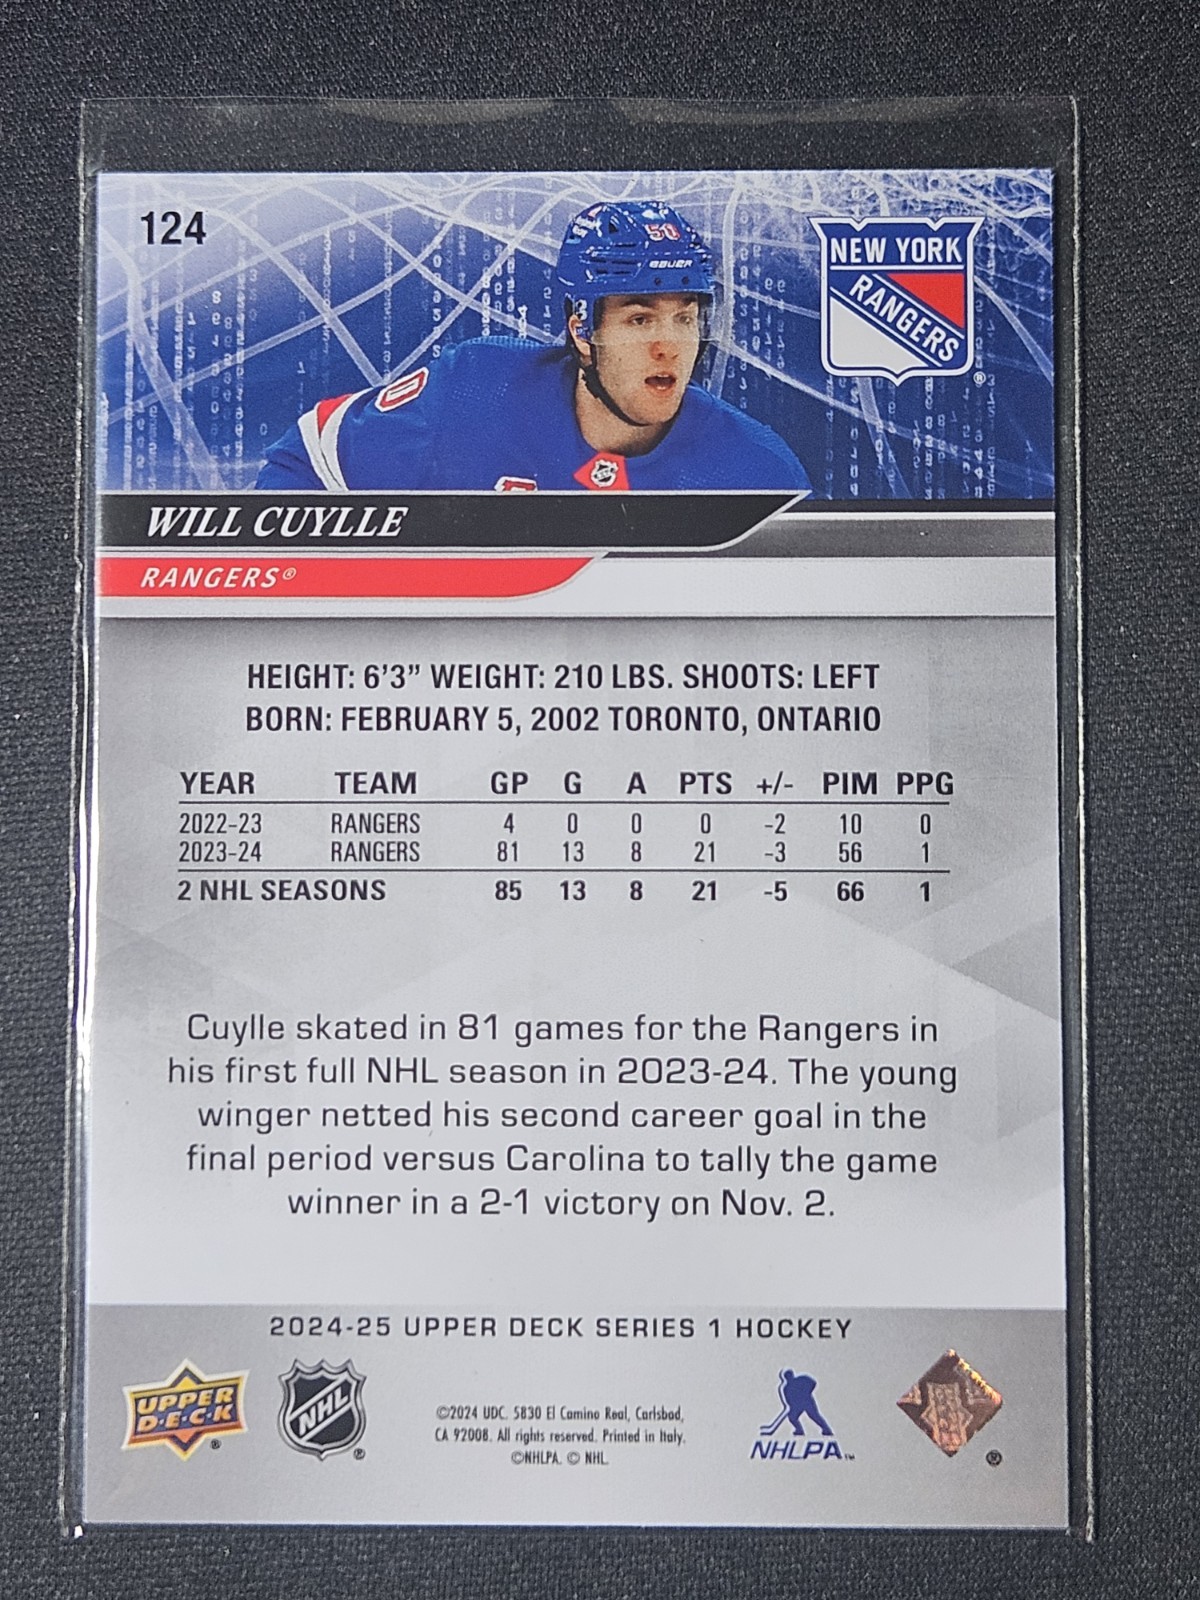 124
50
BAUER
NEW YORK
RANGERS
®
0
WILL CUYLLE
RANGERS®
HEIGHT: 6'3” WEIGHT: 210 LBS. SHOOTS: LEFT
BORN: FEBRUARY 5, 2002 TORONTO, ONTARIO
YEAR TEAM GP G A PTS +/- PIM PPG
2022-23 RANGERS 4 0 0 0 -2 10 0
2023-24 RANGERS 81 13 8 21 -3 56 1
2 NHL SEASONS 85 13 8 21 -5 66 1
Cuylle skated in 81 games for the Rangers in
his first full NHL season in 2023-24. The young
winger netted his second career goal in the
final period versus Carolina to tally the game
winner in a 2-1 victory on Nov. 2.
2024-25 UPPER DECK SERIES 1 HOCKEY
UPPER
D·E·C·K
®
NHL
®
©2024 UDC. 5830 El Camino Real, Carlsbad,
CA 92008. All rights reserved. Printed in Italy.
©NHLPA. © NHL.
NHLPA™
®